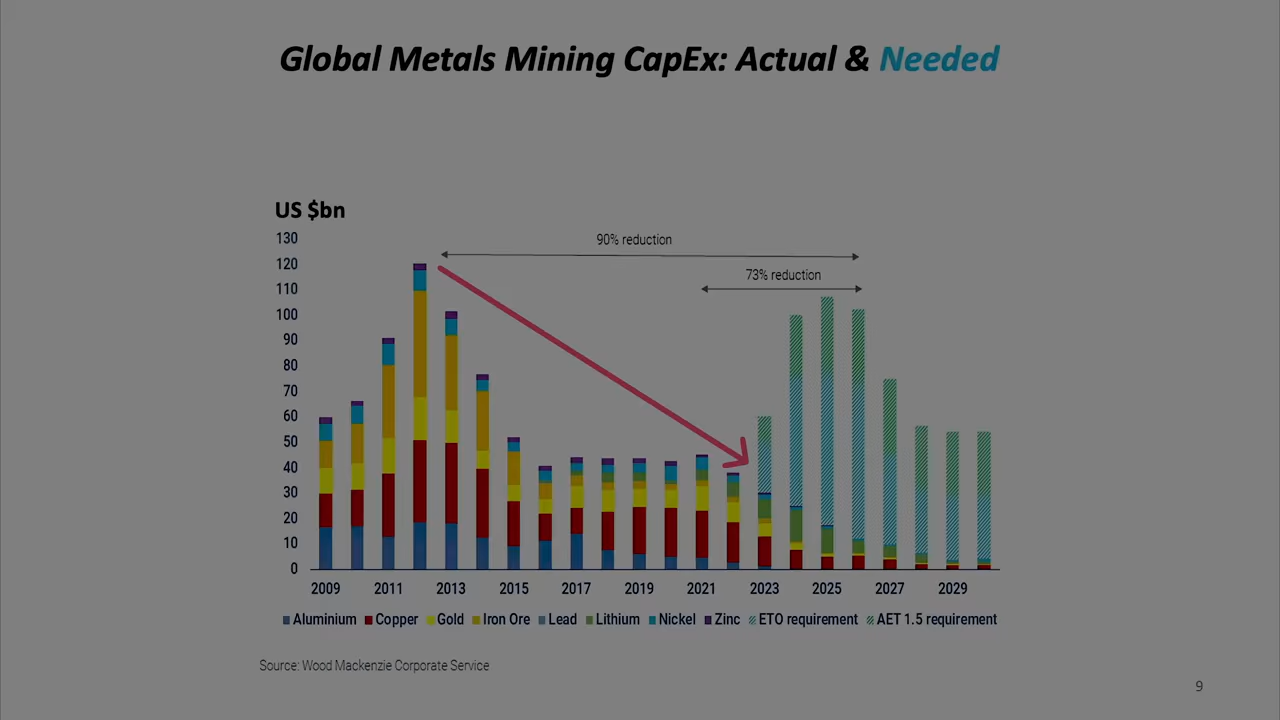 Global Metals Mining CapEx: Actual & Needed
US $bn
130
90% reduction
120
73% reduction
110
100
90
80
70
60
50
40
30
20
10
0
2009 2011 2013 2015 2017 2019 2021 2023 2025 2027 2029
Aluminium Copper Gold Iron Ore Lead Lithium Nickel Zinc ETO requirement AET 1.5 requirement
Source: Wood Mackenzie Corporate Service
9